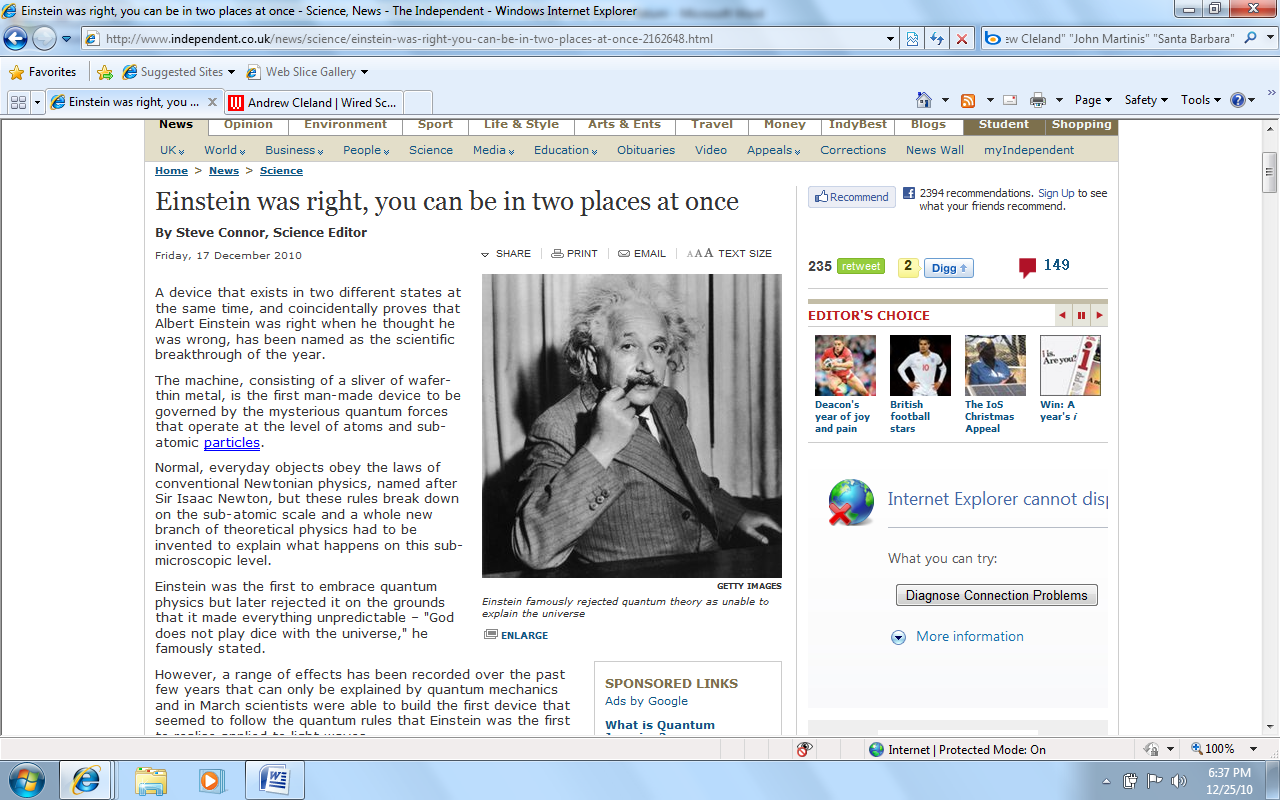 Einstein was right, you can be in two places at once - Science, News - The Independent - Windows Internet Explorer
http://www.independent.co.uk/news/science/einstein-was-right-you-can-be-in-two-places-at-once-2162648.html
ew Cleland" "John Martinis" "Santa Barbara"
Favorites
Suggested Sites
Web Slice Gallery
Einstein was right, you ...
Andrew Cleland | Wired Sc...
Page
Safety
Tools
News Opinion Environment Sport Life & Style Arts & Ents Travel Money IndyBest Blogs Student Shopping
UK World Business People Science Media Education Obituaries Video Appeals Corrections News Wall myIndependent
Home > News > Science
Einstein was right, you can be in two places at once
By Steve Connor, Science Editor
Friday, 17 December 2010
SHARE PRINT EMAIL AAA TEXT SIZE
A device that exists in two different states at
the same time, and coincidentally proves that
Albert Einstein was right when he thought he
was wrong, has been named as the scientific
breakthrough of the year.
The machine, consisting of a sliver of wafer-
thin metal, is the first man-made device to be
governed by the mysterious quantum forces
that operate at the level of atoms and sub-
atomic particles.
Normal, everyday objects obey the laws of
conventional Newtonian physics, named after
Sir Isaac Newton, but these rules break down
on the sub-atomic scale and a whole new
branch of theoretical physics had to be
invented to explain what happens on this sub-
microscopic level.
Einstein was the first to embrace quantum
physics but later rejected it on the grounds
that it made everything unpredictable – "God
does not play dice with the universe," he
famously stated.
However, a range of effects has been recorded over the past
few years that can only be explained by quantum mechanics
and in March scientists were able to build the first device that
seemed to follow the quantum rules that Einstein was the first
GETTY IMAGES
Einstein famously rejected quantum theory as unable to
explain the universe
ENLARGE
SPONSORED LINKS
Ads by Google
What is Quantum
Recommend
2394 recommendations. Sign Up to see
what your friends recommend.
235 retweet 2 Digg 149
EDITOR'S CHOICE
Deacon's
year of joy
and pain
British
football
stars
The IoS
Christmas
Appeal
i is.
Are you?
i
Win: A
year's i
Internet Explorer cannot disp
What you can try:
Diagnose Connection Problems
More information
Internet | Protected Mode: On
100%
6:37 PM
12/25/10